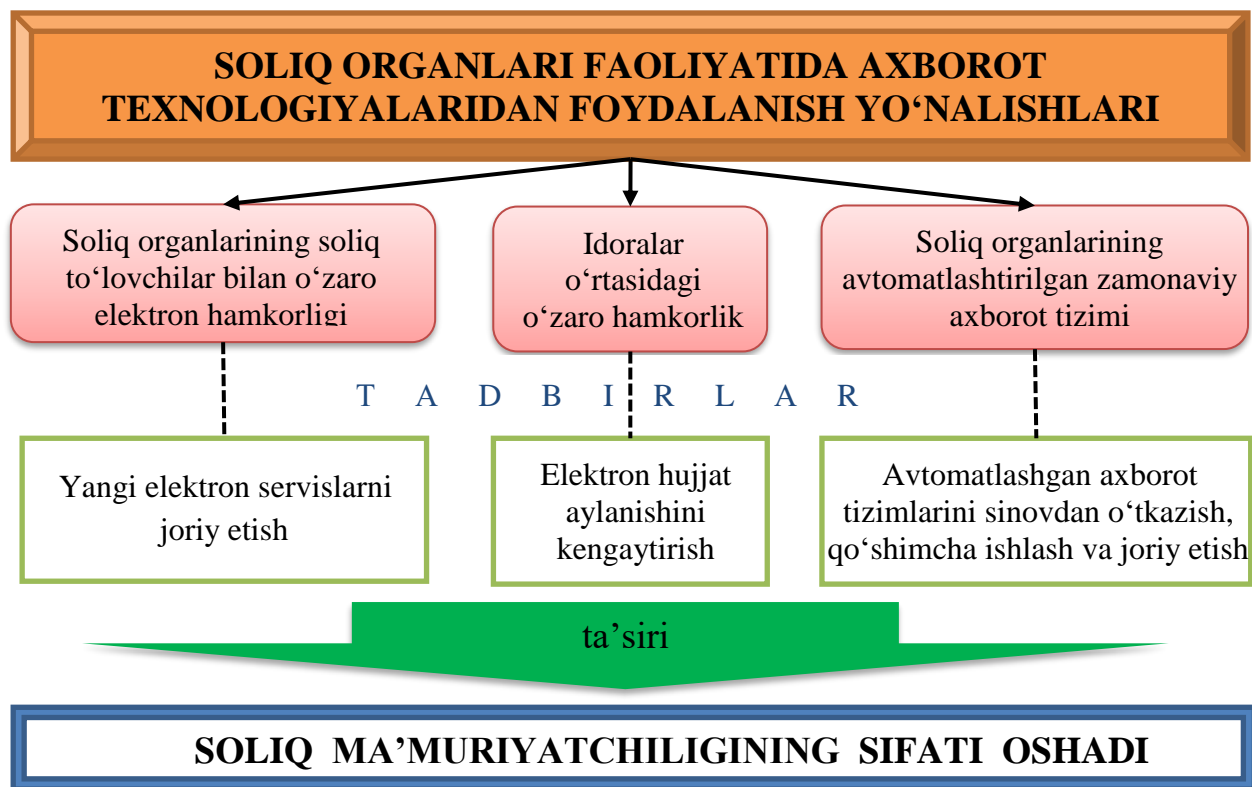 SOLIQ ORGANLARI FAOLIYATIDA AXBOROT
TEXNOLOGIYALARIDAN FOYDALANISH YO‘NALISHLARI
Soliq organlarining soliq
to‘lovchilar bilan o‘zaro
elektron hamkorligi
Idoralar
o‘rtasidagi
o‘zaro hamkorlik
Soliq organlarining
avtomatlashtirilgan zamonaviy
axborot tizimi
T A D B I R L A R
Yangi elektron servislarni
joriy etish
Elektron hujjat
aylanishini
kengaytirish
Avtomatlashgan axborot
tizimlarini sinovdan o‘tkazish,
qo‘shimcha ishlash va joriy etish
ta’siri
SOLIQ MA’MURIYATCHILIGINING SIFATI OSHADI